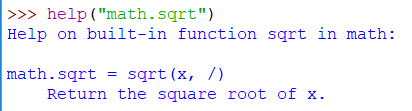 >>> help("math.sqrt")
Help on built-in function sqrt in math:

math.sqrt = sqrt(x, /)
    Return the square root of x.